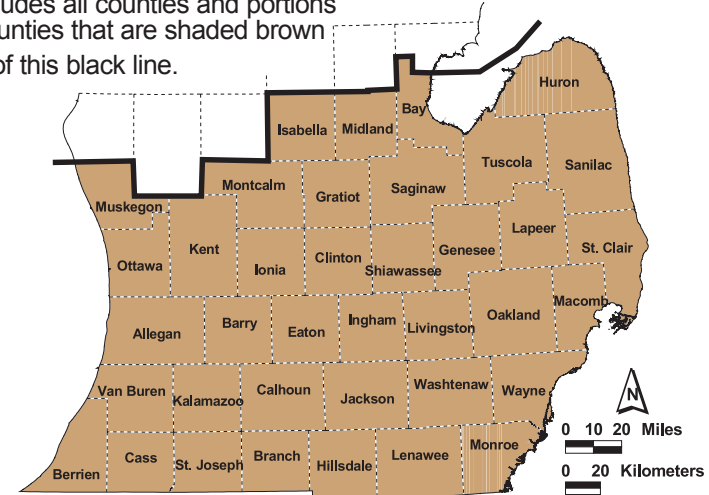 udes all counties and portions
unties that are shaded brown
of this black line.
Huron
Bay
Isabella Midland
Tuscola Sanilac
Montcalm Gratiot Saginaw
Muskegon
Kent Lapeer
Ottawa Ionia Clinton Shiawassee Genesee St. Clair
Allegan Barry Eaton Ingham Livingston Oakland Macomb
Van Buren Kalamazoo Calhoun Jackson Washtenaw Wayne
N
0 10 20 Miles
0 20 Kilometers
Berrien Cass St. Joseph Branch Hillsdale Lenawee Monroe